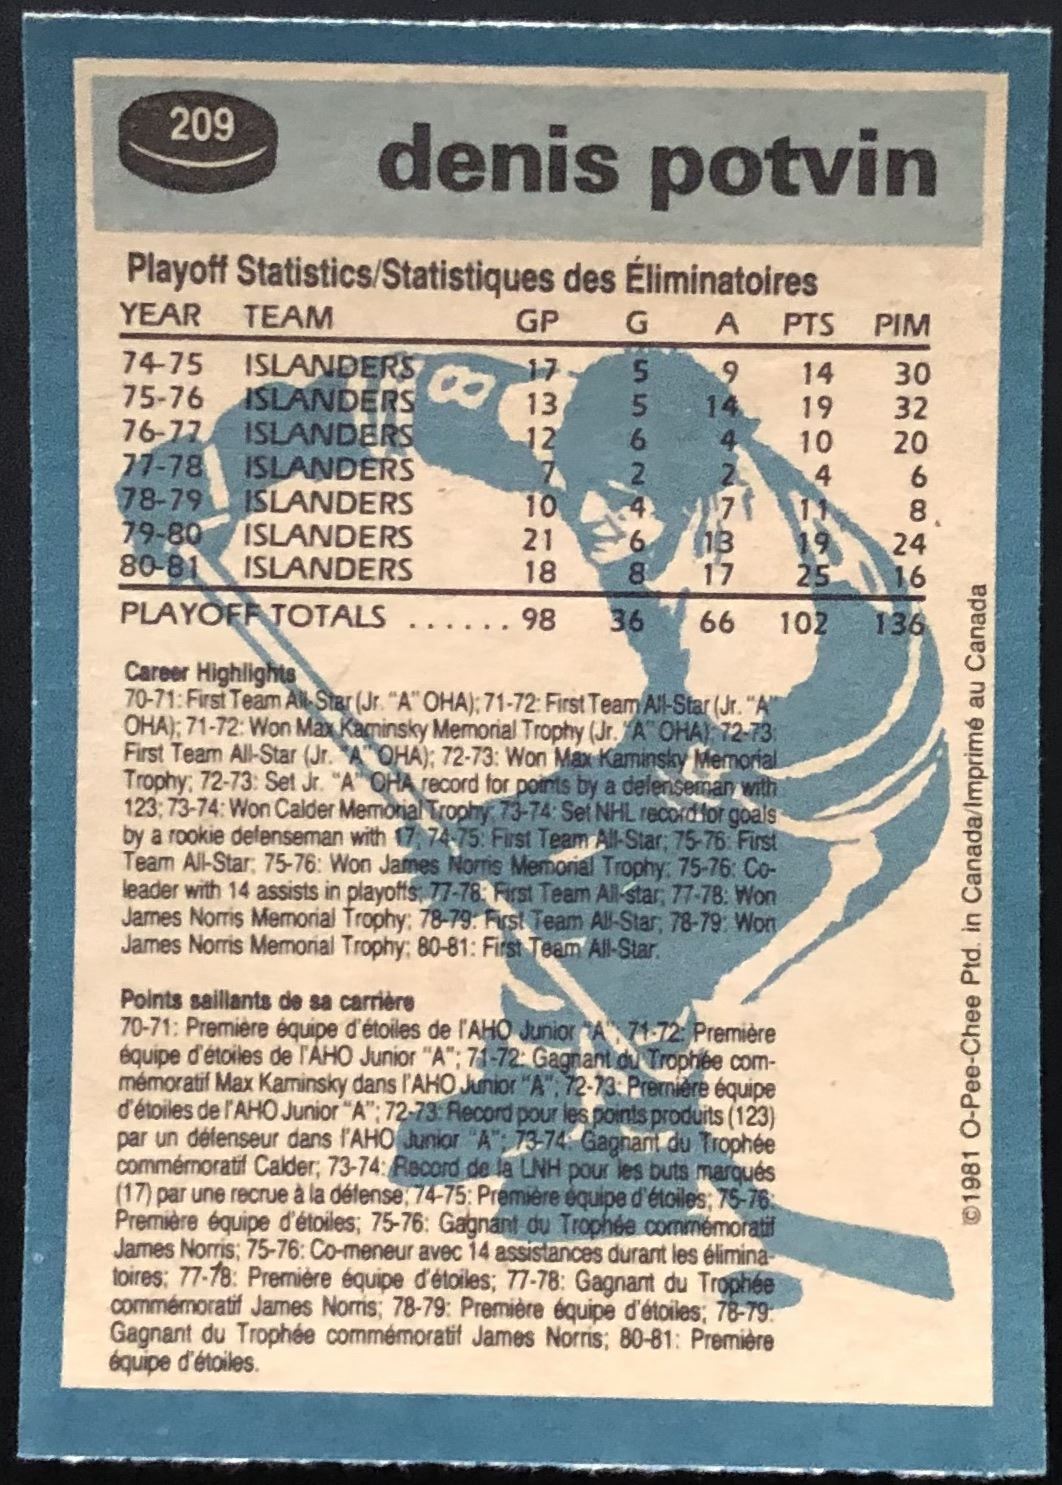 209
denis potvin
Playoff Statistics/Statistiques des Éliminatoires
YEAR TEAM GP G A PTS PIM
74-75 ISLANDERS 17 5 9 14 30
75-76 ISLANDERS 13 5 14 19 32
76-77 ISLANDERS 12 6 4 10 20
77-78 ISLANDERS 7 2 2 4 6
78-79 ISLANDERS 10 4 7 11 8
79-80 ISLANDERS 21 6 13 19 24
80-81 ISLANDERS 18 8 17 25 16
PLAYOFF TOTALS ...... 98 36 66 102 136
Career Highlights
70-71: First Team All-Star (Jr. "A" OHA); 71-72: First Team All-Star (Jr. "A"
OHA); 71-72: Won Max Kaminsky Memorial Trophy (Jr. "A" OHA); 72-73:
First Team All-Star (Jr. "A" OHA); 72-73: Won Max Kaminsky Memorial
Trophy; 72-73: Set Jr. "A" OHA record for points by a defenseman with
123; 73-74: Won Calder Memorial Trophy; 73-74: Set NHL record for goals
by a rookie defenseman with 17; 74-75: First Team All-Star; 75-76: First
Team All-Star; 75-76: Won James Norris Memorial Trophy; 75-76: Co-
leader with 14 assists in playoffs; 77-78: First Team All-star; 77-78: Won
James Norris Memorial Trophy; 78-79: First Team All-Star; 78-79: Won
James Norris Memorial Trophy; 80-81: First Team All-Star.
Points saillants de sa carrière
70-71: Première équipe d'étoiles de l'AHO Junior "A"; 71-72: Première
équipe d'étoiles de l'AHO Junior "A"; 71-72: Gagnant du Trophée com-
mémoratif Max Kaminsky dans l'AHO Junior "A"; 72-73: Première équipe
d'étoiles de l'AHO Junior "A"; 72-73: Record pour les points produits (123)
par un défenseur dans l'AHO Junior "A"; 73-74: Gagnant du Trophée
commémoratif Calder; 73-74: Record de la LNH pour les buts marqués
(17) par une recrue à la défense; 74-75: Première équipe d'étoiles; 75-76:
Première équipe d'étoiles; 75-76: Gagnant du Trophée commémoratif
James Norris; 75-76: Co-meneur avec 14 assistances durant les élimina-
toires; 77-78: Première équipe d'étoiles; 77-78: Gagnant du Trophée
commémoratif James Norris; 78-79: Première équipe d'étoiles; 78-79:
Gagnant du Trophée commémoratif James Norris; 80-81: Première
équipe d'étoiles.
©1981 O-Pee-Chee Ptd. in Canada/Imprimé au Canada
8